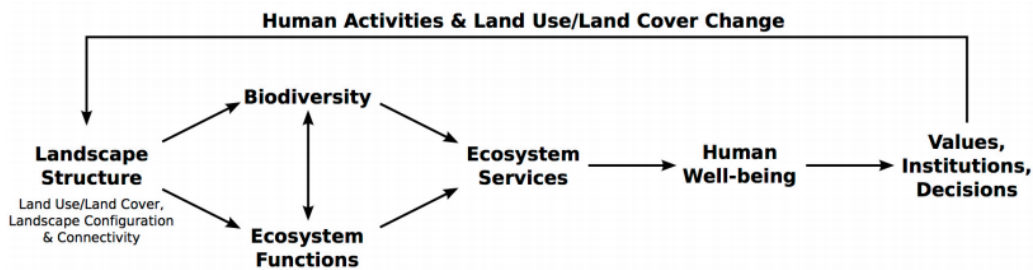 Human Activities & Land Use/Land Cover Change
Biodiversity
Landscape
Structure
Land Use/Land Cover,
Landscape Configuration
& Connectivity
Ecosystem
Functions
Ecosystem
Services
Human
Well-being
Values,
Institutions,
Decisions